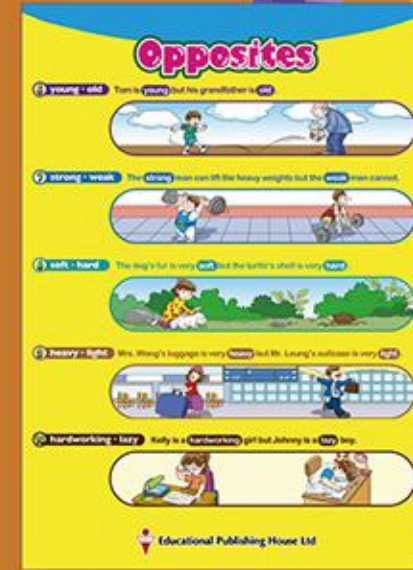 Opposites
young - old Tom is young but his grandfather is old.
strong - weak The strong man can lift the heavy weights but the weak man cannot.
soft - hard The dog's fur is very soft but the turtle's shell is very hard.
heavy - light Mrs. Wong's luggage is very heavy but Mr. Leung's suitcase is very light.
hardworking - lazy Kelly is a hardworking girl but Johnny is a lazy boy.
Educational Publishing House Ltd